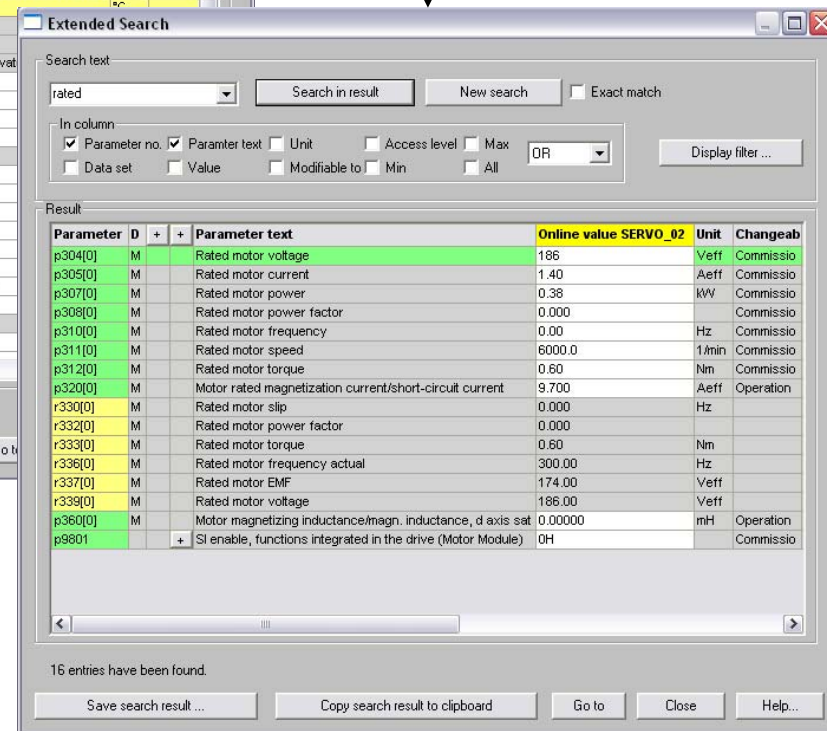 °C
Extended Search
vat
Search text
rated Search in result New search Exact match
In column
Parameter no. Paramter text Unit Access level Max OR Display filter ...
Data set Value Modifiable to Min All
Result
Parameter D + + Parameter text Online value SERVO_02 Unit Changeab
p304[0] M Rated motor voltage 186 Veff Commissio
p305[0] M Rated motor current 1.40 Aeff Commissio
p307[0] M Rated motor power 0.38 kW Commissio
p308[0] M Rated motor power factor 0.000 Commissio
p310[0] M Rated motor frequency 0.00 Hz Commissio
p311[0] M Rated motor speed 6000.0 1/min Commissio
p312[0] M Rated motor torque 0.60 Nm Commissio
p320[0] M Motor rated magnetization current/short-circuit current 9.700 Aeff Operation
r330[0] M Rated motor slip 0.000 Hz
r332[0] M Rated motor power factor 0.000
r333[0] M Rated motor torque 0.60 Nm
r336[0] M Rated motor frequency actual 300.00 Hz
r337[0] M Rated motor EMF 174.00 Veff
r339[0] M Rated motor voltage 186.00 Veff
p360[0] M Motor magnetizing inductance/magn. inductance, d axis sat 0.00000 mH Operation
p9801 + SI enable, functions integrated in the drive (Motor Module) 0H Commissio
16 entries have been found.
Save search result ... Copy search result to clipboard Go to Close Help...